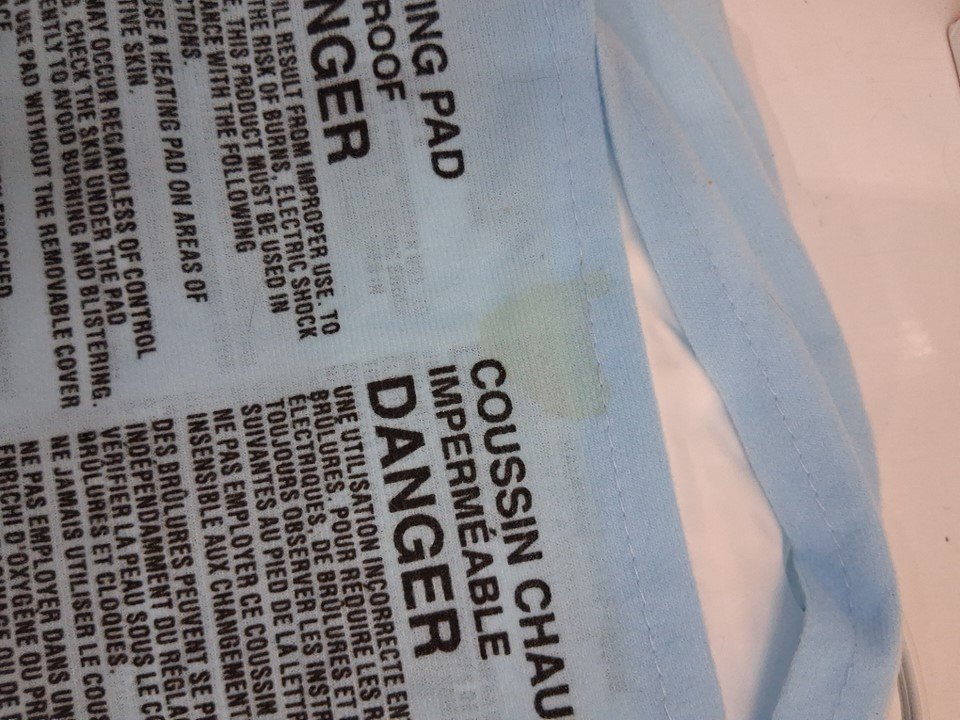 ING PAD
ROOF
NGER
LL RESULT FROM IMPROPER USE. TO
THE RISK OF BURNS, ELECTRIC SHOCK
E, THIS PRODUCT MUST BE USED IN
ANCE WITH THE FOLLOWING
CTIONS.
USE A HEATING PAD ON AREAS OF
TIVE SKIN.
MAY OCCUR REGARDLESS OF CONTROL
G. CHECK THE SKIN UNDER THE PAD
ENTLY TO AVOID BURNING AND BLISTERING.
USE PAD WITHOUT THE REMOVABLE COVER
CE
COUSSIN CHAU
IMPERMÉABLE
DANGER
UNE UTILISATION INCORRECTE EN
BRÛLURES. POUR RÉDUIRE LES R
ÉLECTRIQUES, DE BRÛLURES ET
TOUJOURS OBSERVER LES INSTR
SUIVANTES AU PIED DE LA LETTR
NE PAS EMPLOYER CE COUSSIN
INSENSIBLE AUX CHANGEMENT
DES BRÛLURES PEUVENT SE P
INDÉPENDAMMENT DU RÉGLA
VÉRIFIER LA PEAU SOUS LE C
BRÛLURES ET CLOQUES.
NE JAMAIS UTILISER LE COUS
NE PAS EMPLOYER DANS UN
ENRICHI D'OXYGÈNE OU PR